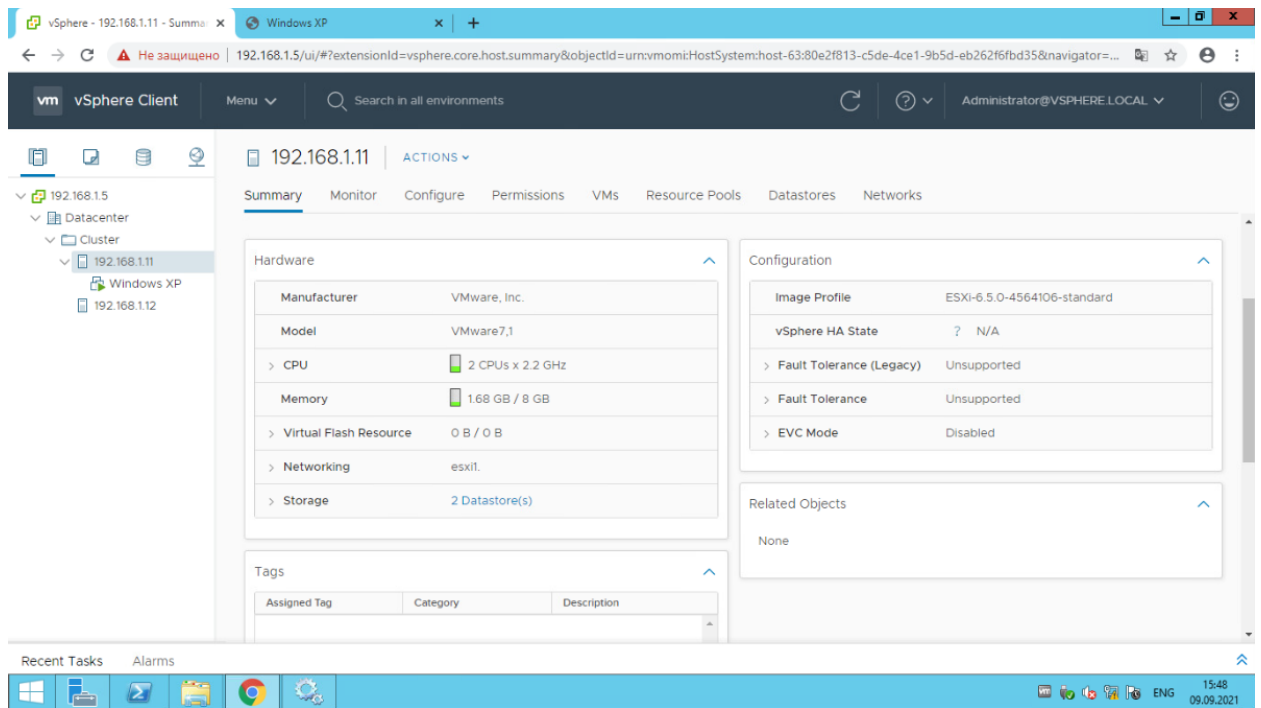 vSphere - 192.168.1.11 - Summa
Windows XP
Не защищено
192.168.1.5/ui/#?extensionId=vsphere.core.host.summary&objectId=urn:vmomi:HostSystem:host-63:80e2f813-c5de-4ce1-9b5d-eb262f6fbd35&navigator=...
vm vSphere Client
Menu
Search in all environments
Administrator@VSPHERE.LOCAL
192.168.1.11
ACTIONS
Summary Monitor Configure Permissions VMs Resource Pools Datastores Networks
192.168.1.5
Datacenter
Cluster
192.168.1.11
Windows XP
192.168.1.12
Hardware
Manufacturer VMware, Inc.
Model VMware7,1
CPU 2 CPUs x 2.2 GHz
Memory 1.68 GB / 8 GB
Virtual Flash Resource 0 B / 0 B
Networking esxi1.
Storage 2 Datastore(s)
Tags
Assigned Tag Category Description
Configuration
Image Profile ESXi-6.5.0-4564106-standard
vSphere HA State ? N/A
Fault Tolerance (Legacy) Unsupported
Fault Tolerance Unsupported
EVC Mode Disabled
Related Objects
None
Recent Tasks Alarms
ENG
15:48
09.09.2021